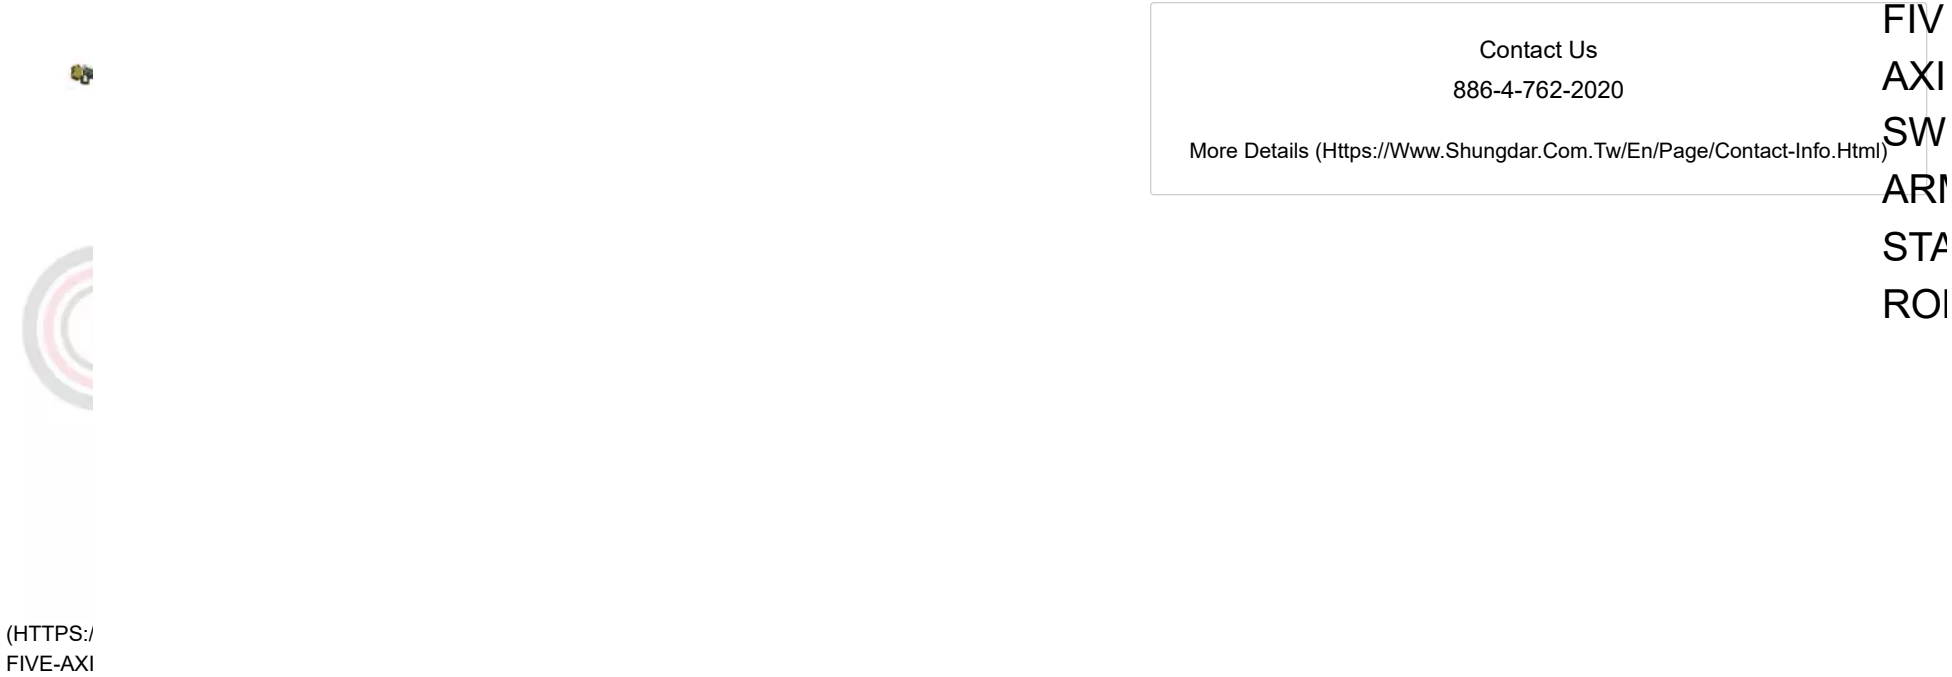 Contact Us
886-4-762-2020
More Details (Https://Www.Shungdar.Com.Tw/En/Page/Contact-Info.Html)
FIV
AXI
SW
AR
STA
RO
(HTTPS:/
FIVE-AXI